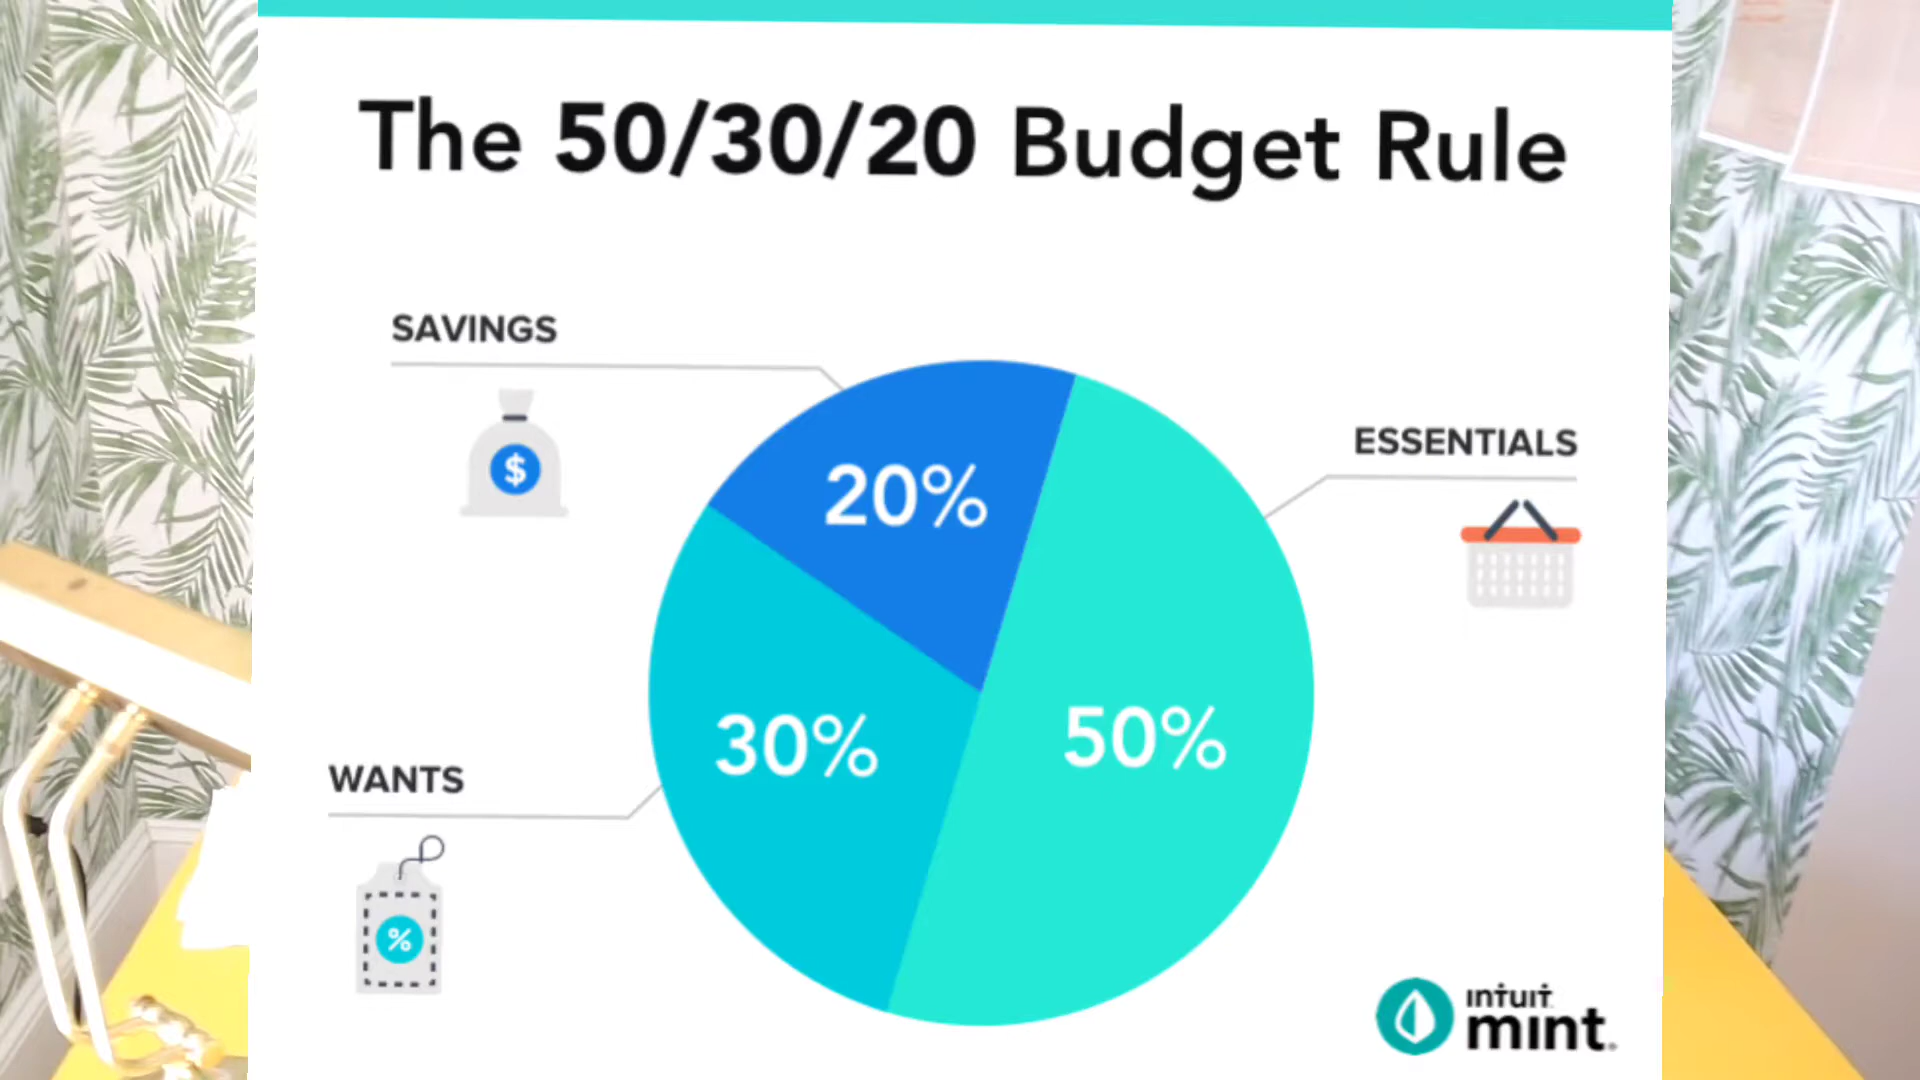 The 50/30/20 Budget Rule
SAVINGS
$
20%
ESSENTIALS
50%
30%
WANTS
%
intuit
mint